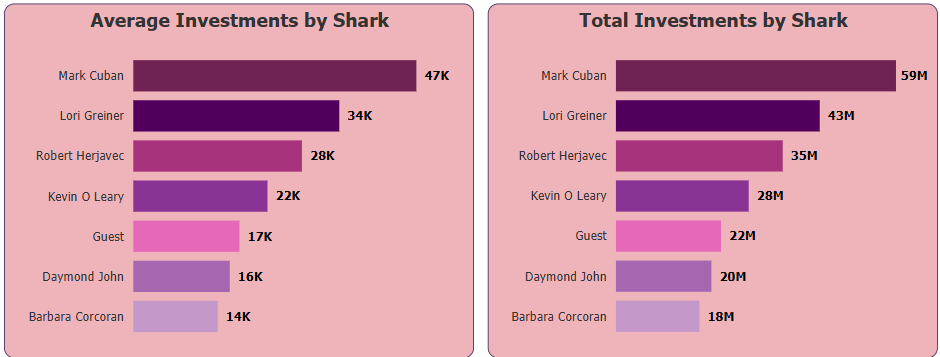 Average Investments by Shark
Mark Cuban 47K
Lori Greiner 34K
Robert Herjavec 28K
Kevin O Leary 22K
Guest 17K
Daymond John 16K
Barbara Corcoran 14K
Total Investments by Shark
Mark Cuban 59M
Lori Greiner 43M
Robert Herjavec 35M
Kevin O Leary 28M
Guest 22M
Daymond John 20M
Barbara Corcoran 18M